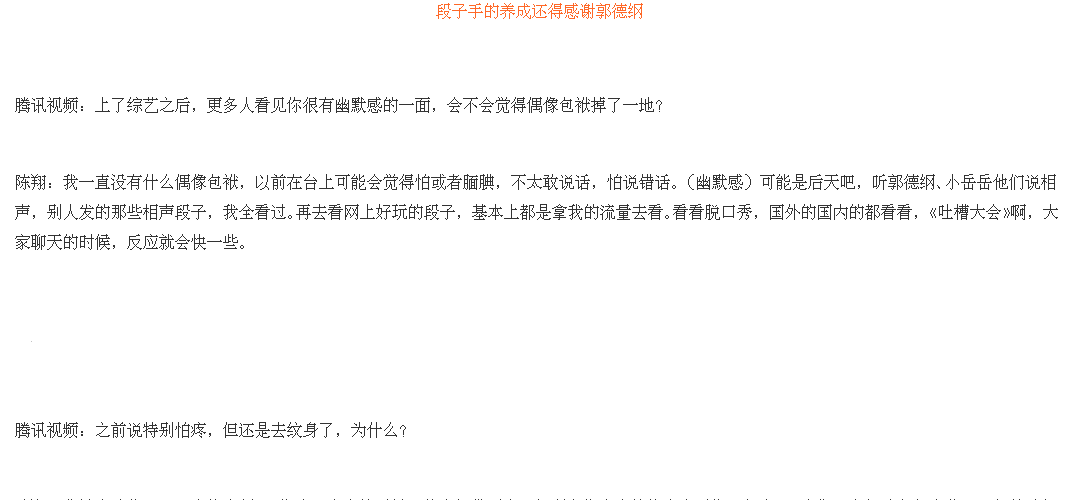 段子手的养成还得感谢郭德纲
腾讯视频：上了综艺之后，更多人看见你很有幽默感的一面，会不会觉得偶像包袱掉了一地？
陈翔：我一直没有什么偶像包袱，以前在台上可能会觉得怕或者腼腆，不太敢说话，怕说错话。（幽默感）可能是后天吧，听郭德纲、小岳岳他们说相
声，别人发的那些相声段子，我全看过。再去看网上好玩的段子，基本上都是拿我的流量去看。看看脱口秀，国外的国内的都看看，《吐槽大会》啊，大
家聊天的时候，反应就会快一些。
腾讯视频：之前说特别怕疼，但还是去纹身了，为什么？